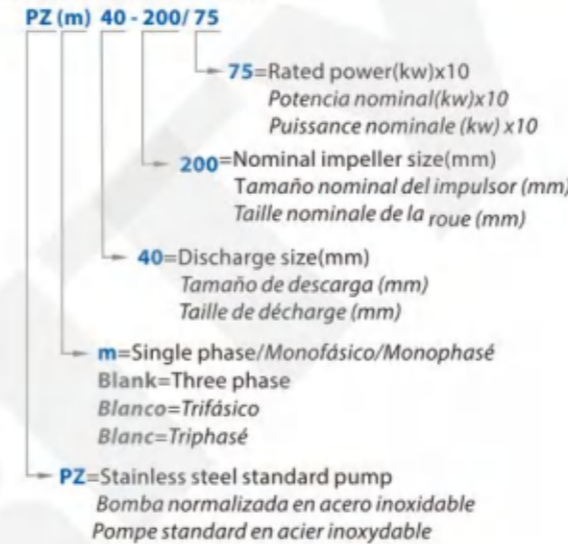 PZ (m) 40 - 200/ 75
75=Rated power(kw)x10
Potencia nominal(kw)x10
Puissance nominale (kw) x10
200=Nominal impeller size(mm)
Tamaño nominal del impulsor (mm)
Taille nominale de la roue (mm)
40=Discharge size(mm)
Tamaño de descarga (mm)
Taille de décharge (mm)
m=Single phase/Monofásico/Monophasé
Blank=Three phase
Blanco=Trifásico
Blanc=Triphasé
PZ=Stainless steel standard pump
Bomba normalizada en acero inoxidable
Pompe standard en acier inoxydable